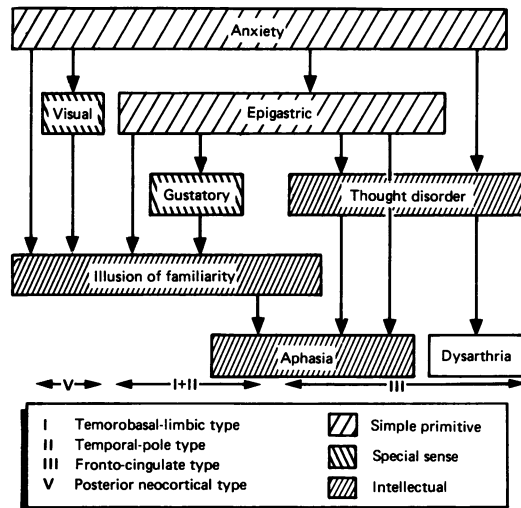 Anxiety
Visual
Epigastric
Gustatory
Thought disorder
Illusion of familiarity
Aphasia
Dysarthria
V
I+II
III
I Temorobasal-limbic type
II Temporal-pole type
III Fronto-cingulate type
V Posterior neocortical type
Simple primitive
Special sense
Intellectual